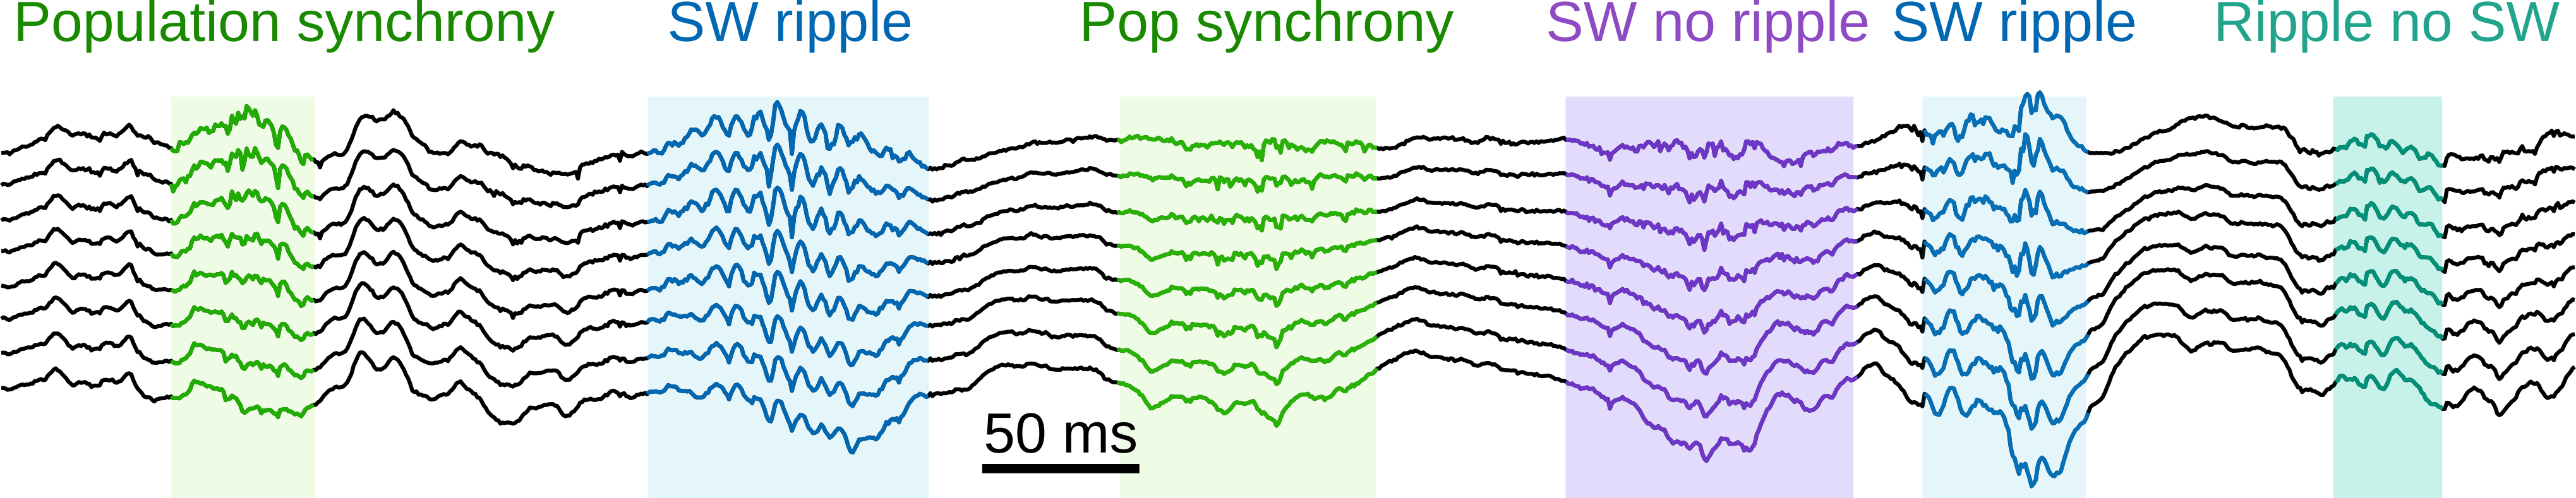 Population synchrony
SW ripple
Pop synchrony
SW no ripple
SW ripple
Ripple no SW
50 ms